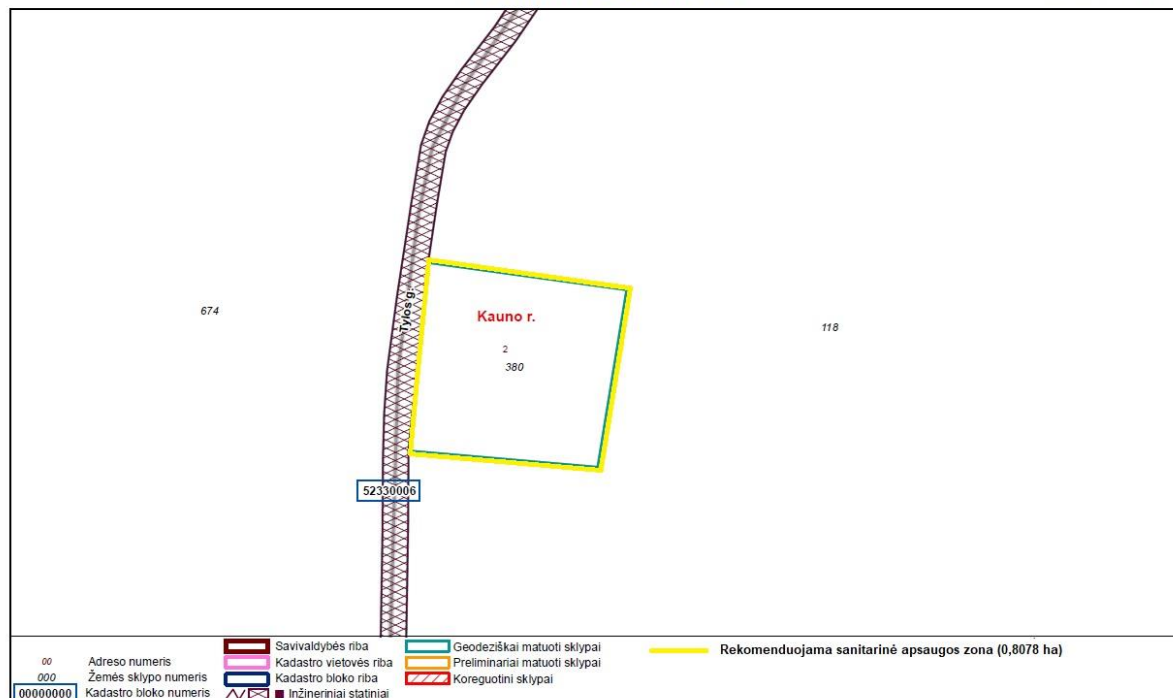 674
Tylos g.
Kauno r.
2
380
118
52330006
00 Adreso numeris
000 Žemės sklypo numeris
00000000 Kadastro bloko numeris
Savivaldybės riba
Kadastro vietovės riba
Kadastro bloko riba
Inžineriniai statiniai
Geodeziškai matuoti sklypai
Preliminariai matuoti sklypai
Koreguotini sklypai
Rekomenduojama sanitarinė apsaugos zona (0,8078 ha)